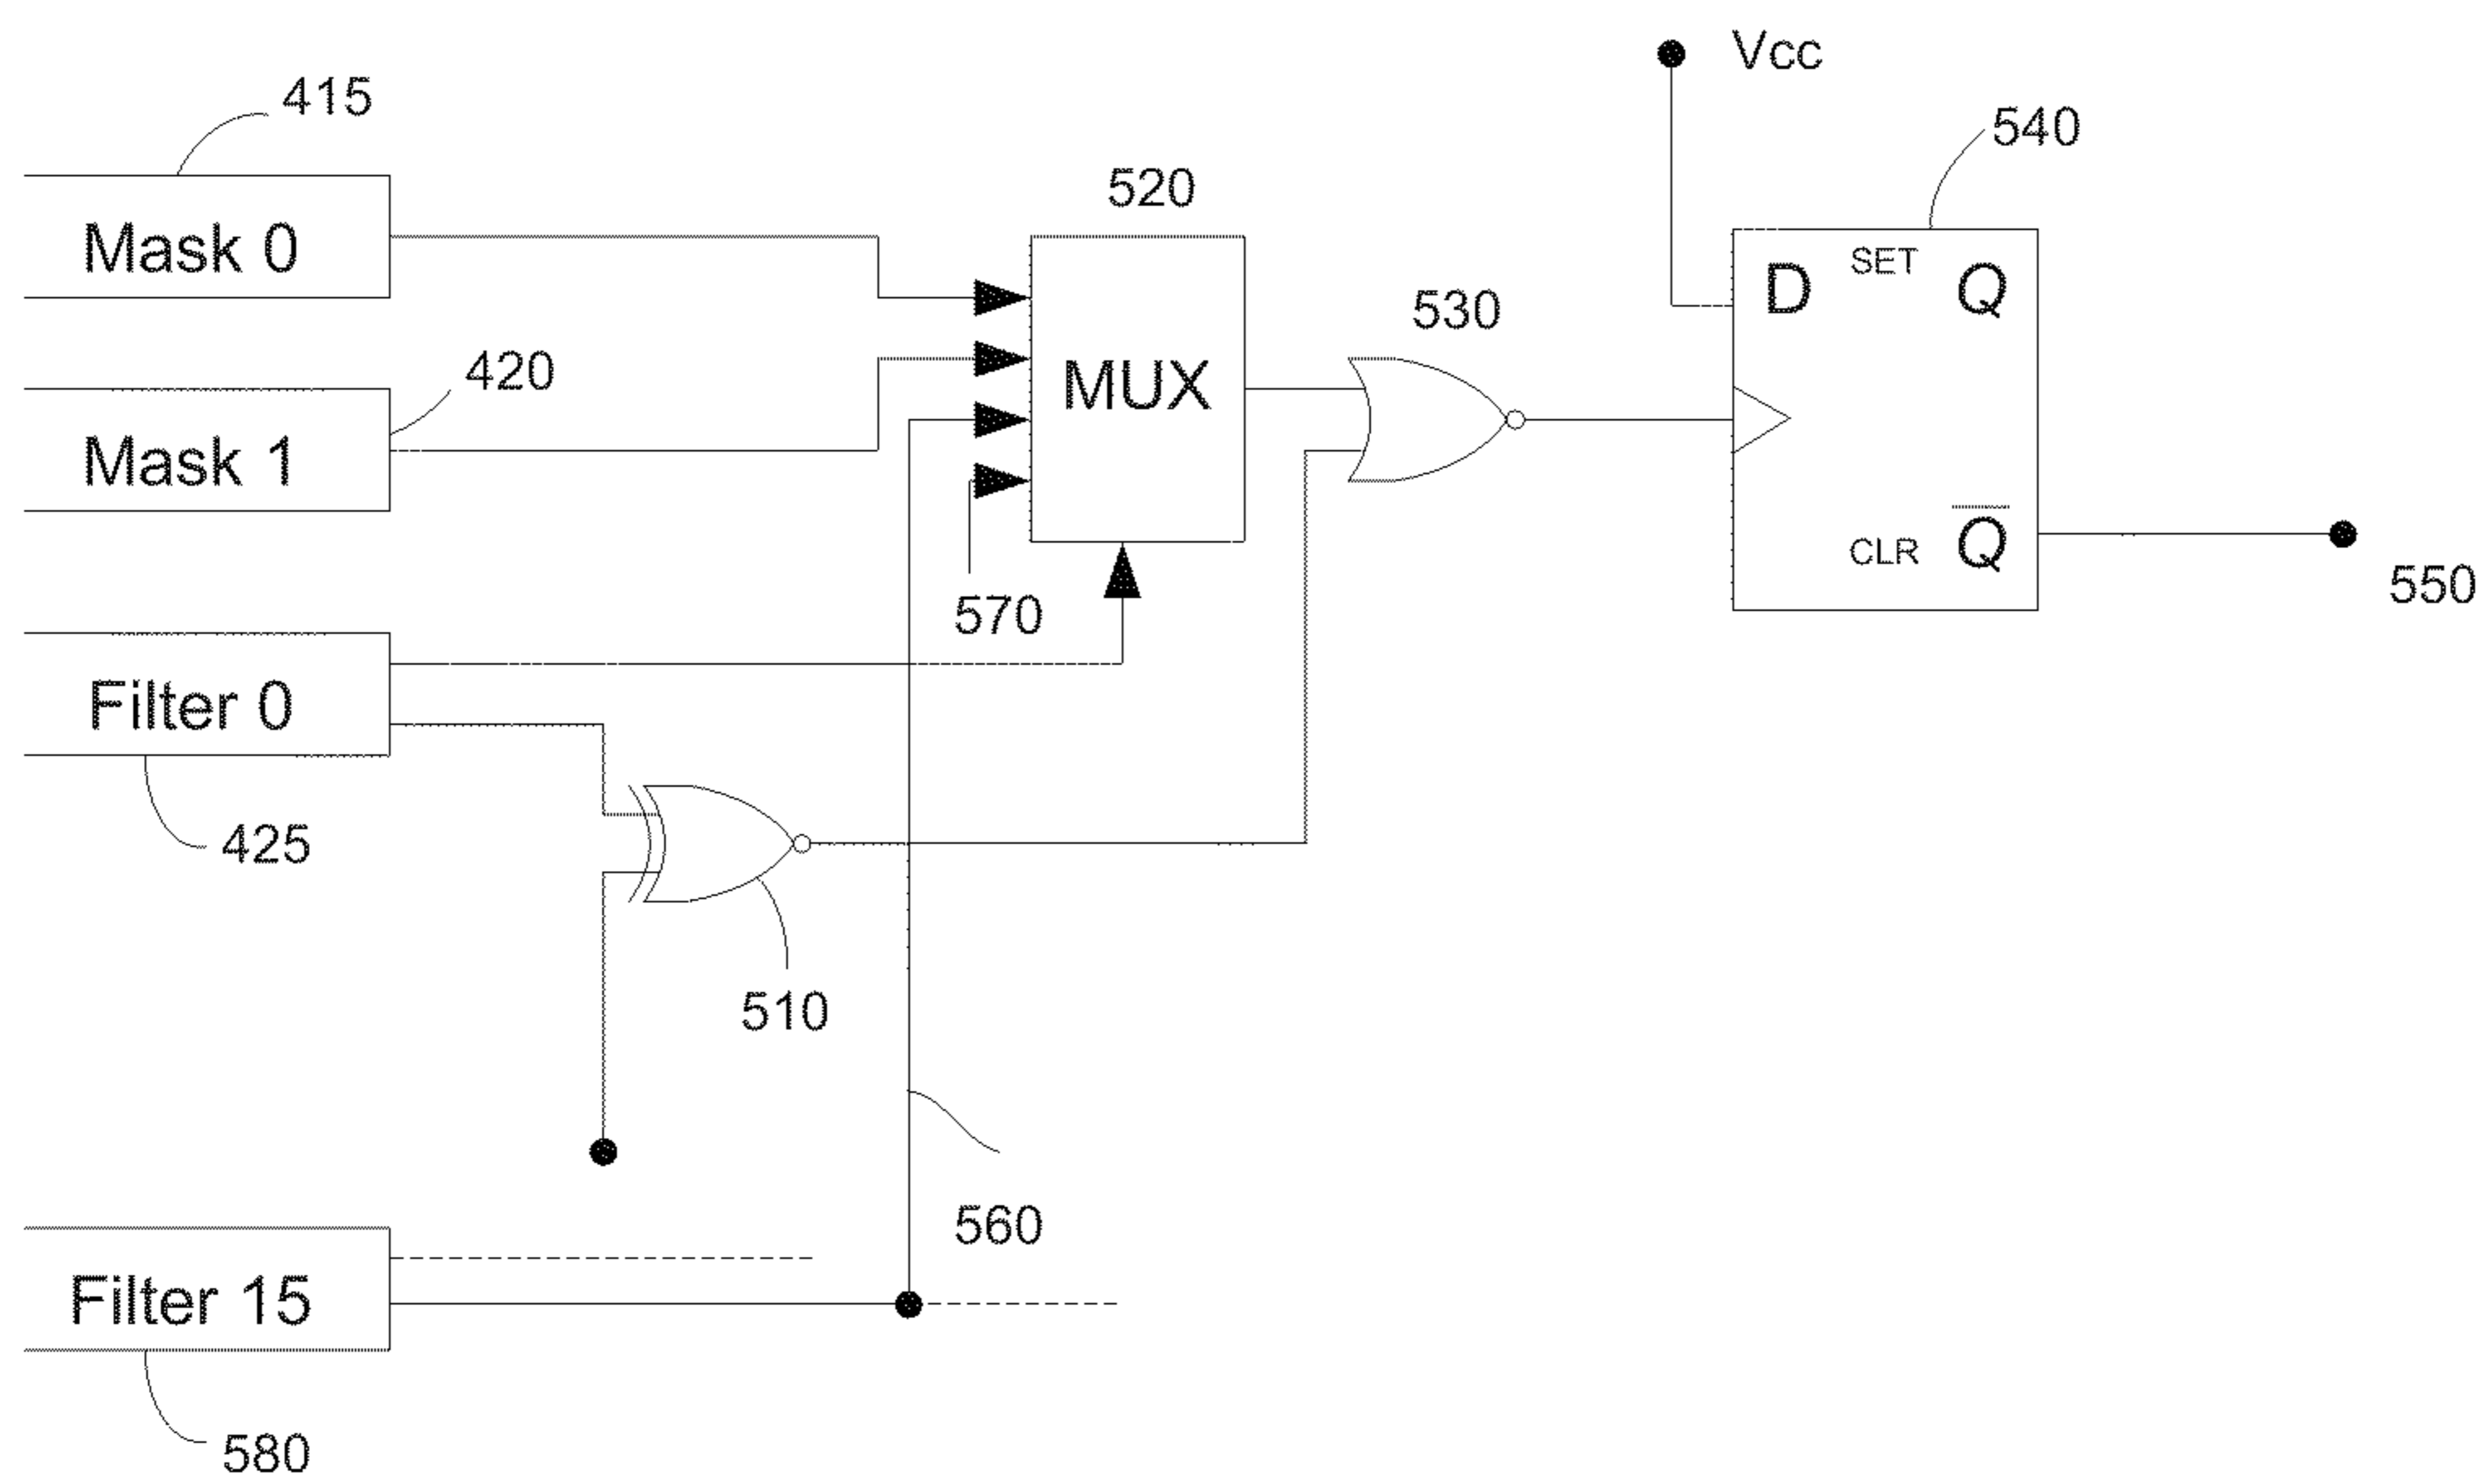 Vcc
415
540
520
Mask 0
D SET Q
530
420
MUX
Mask 1
CLR Q̅
550
570
Filter 0
425
510
560
Filter 15
580